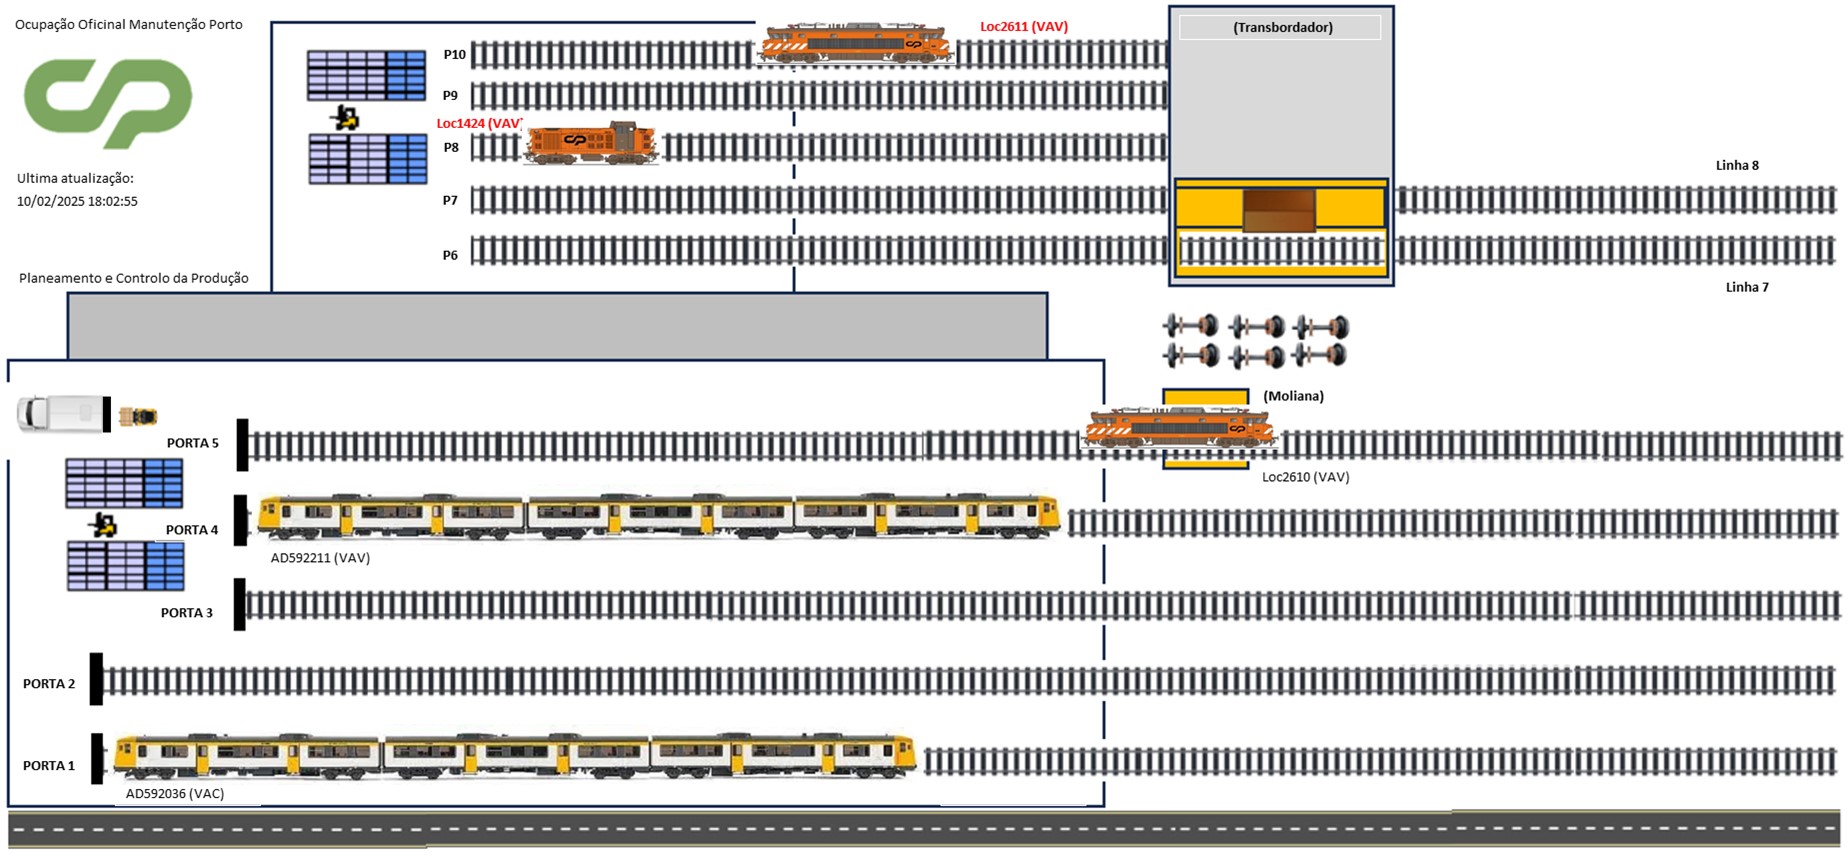 Ocupação Oficinal Manutenção Porto
Loc2611 (VAV)
(Transbordador)
P10
P9
Loc1424 (VAV)
P8
Linha 8
Ultima atualização:
10/02/2025 18:02:55
P7
P6
Planeamento e Controlo da Produção
Linha 7
(Moliana)
PORTA 5
Loc2610 (VAV)
PORTA 4
AD592211 (VAV)
PORTA 3
PORTA 2
PORTA 1
AD592036 (VAC)